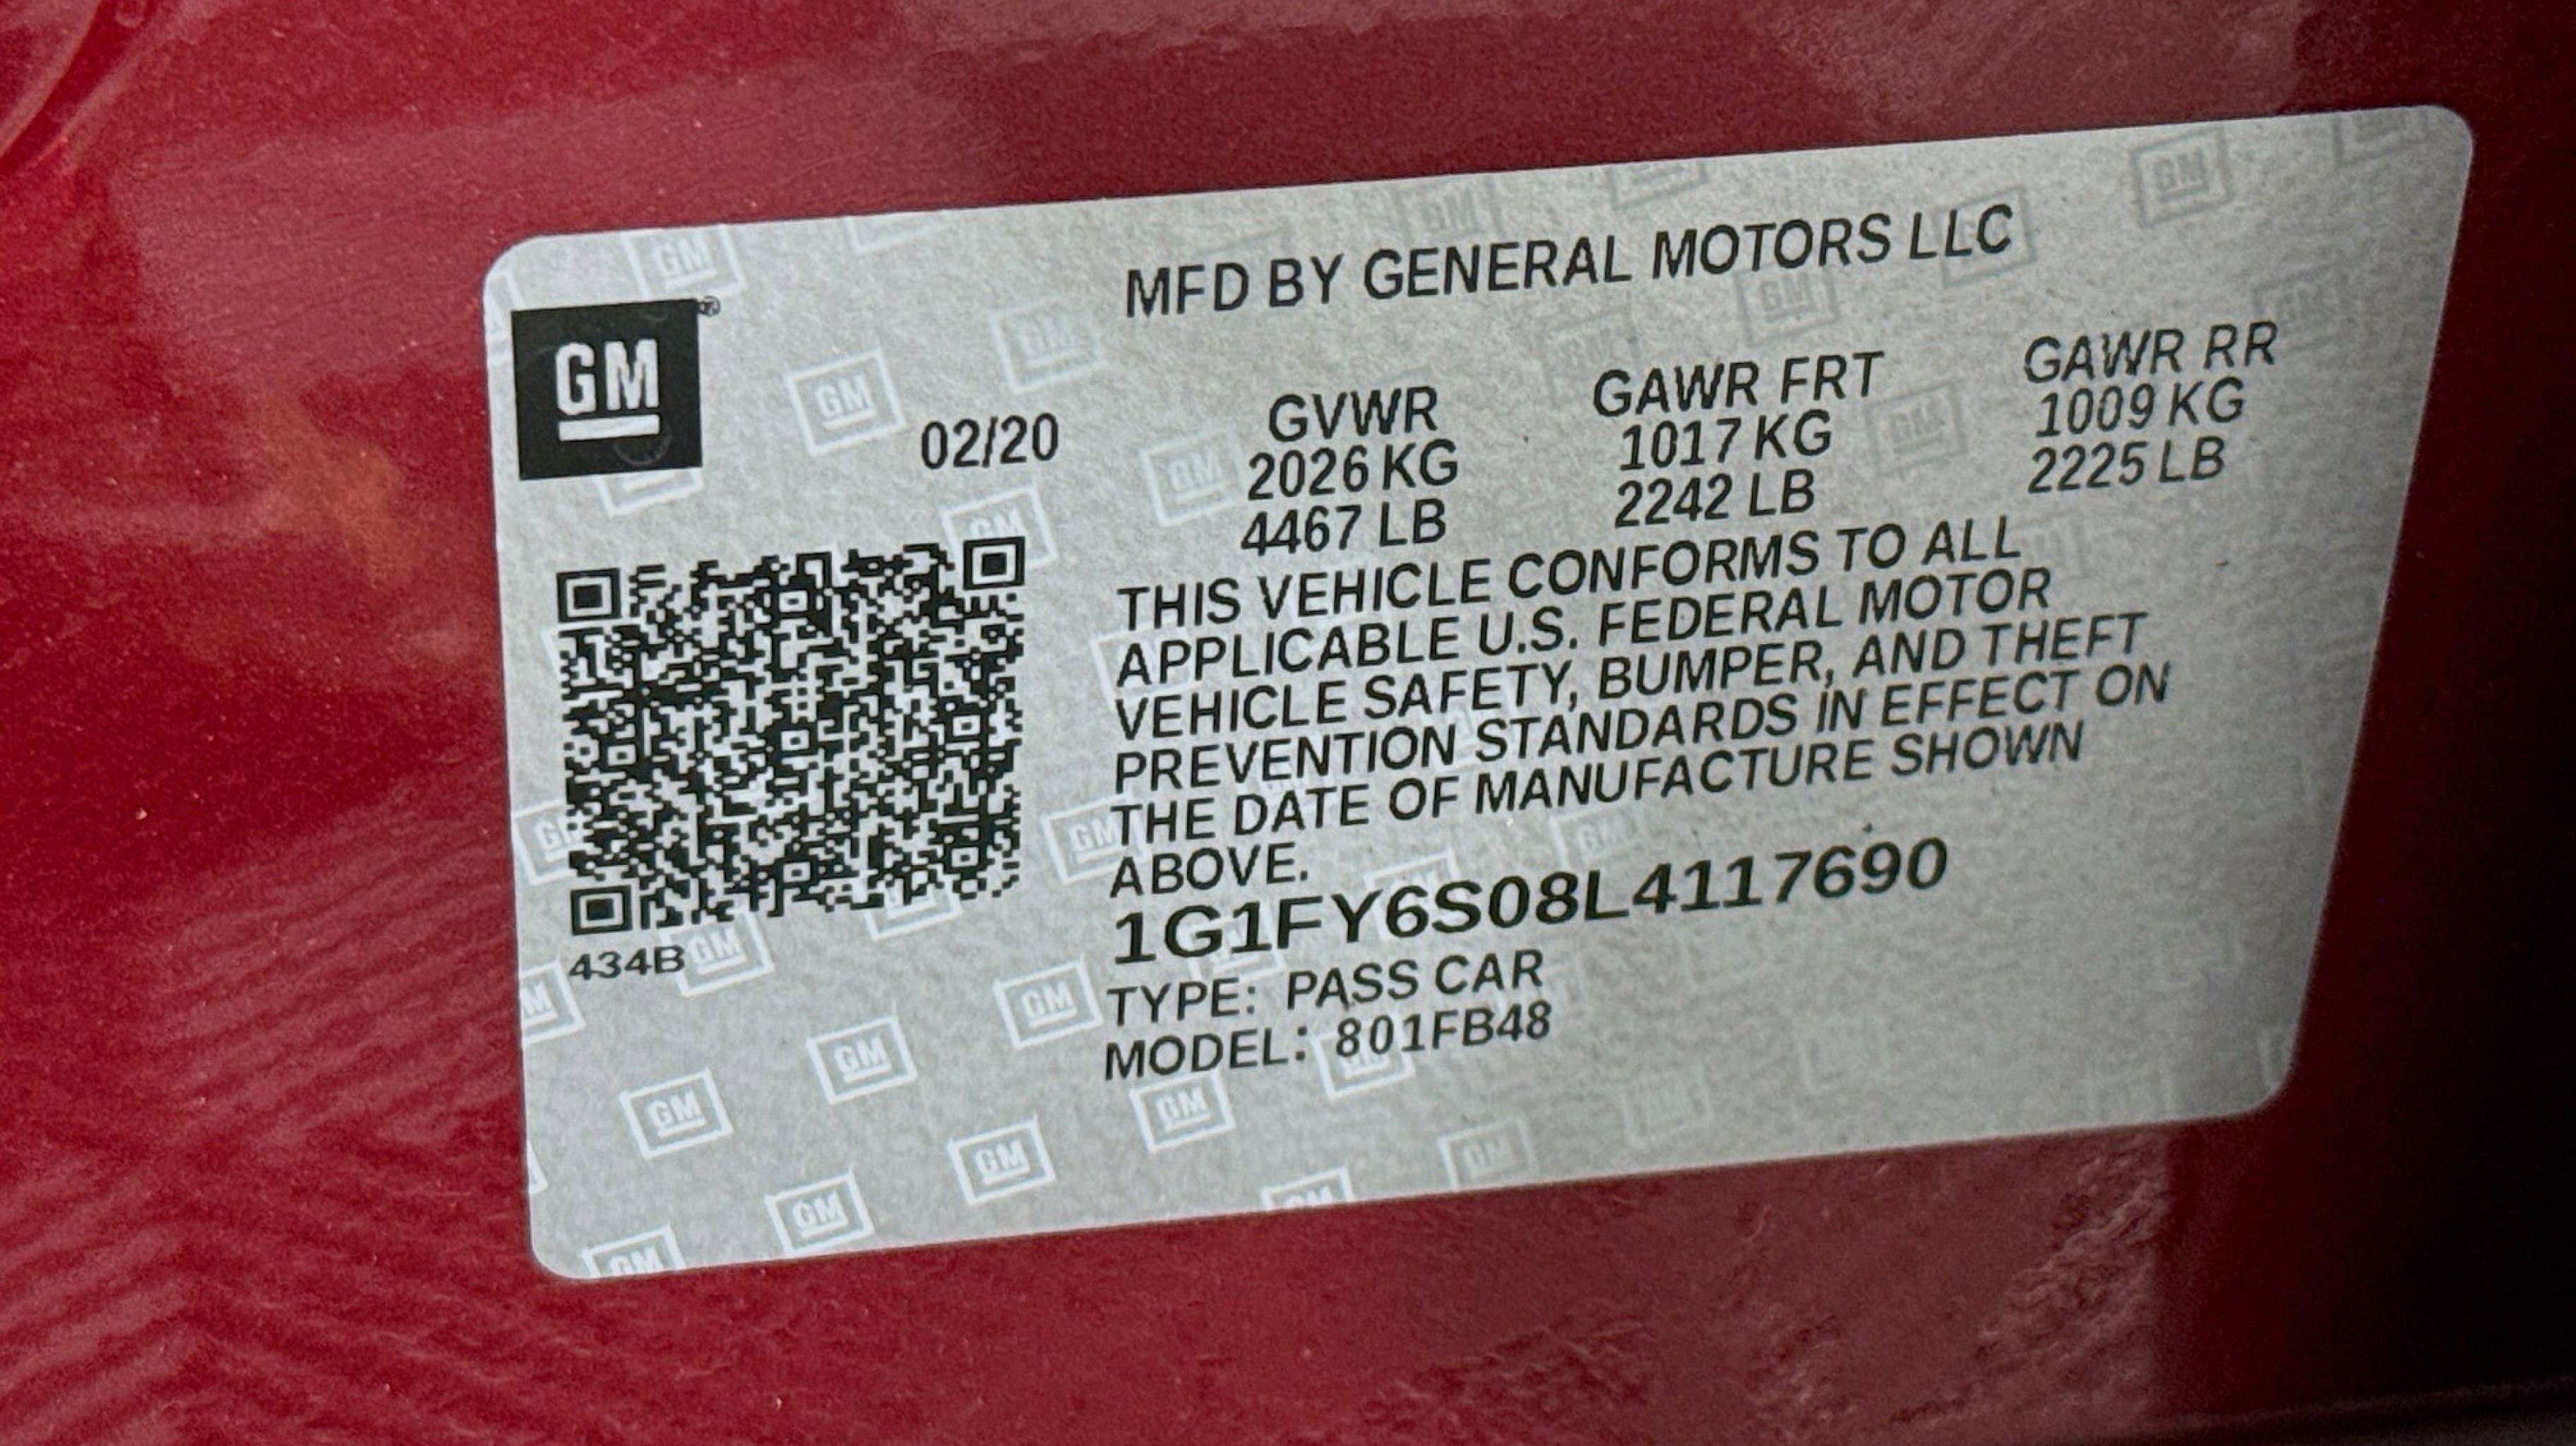 MFD BY GENERAL MOTORS LLC
GM
®
02/20
GVWR GAWR FRT GAWR RR
2026 KG 1017 KG 1009 KG
4467 LB 2242 LB 2225 LB
THIS VEHICLE CONFORMS TO ALL
APPLICABLE U.S. FEDERAL MOTOR
VEHICLE SAFETY, BUMPER, AND THEFT
PREVENTION STANDARDS IN EFFECT ON
THE DATE OF MANUFACTURE SHOWN
ABOVE.
1G1FY6S08L4117690
434B
TYPE: PASS CAR
MODEL: 801FB48